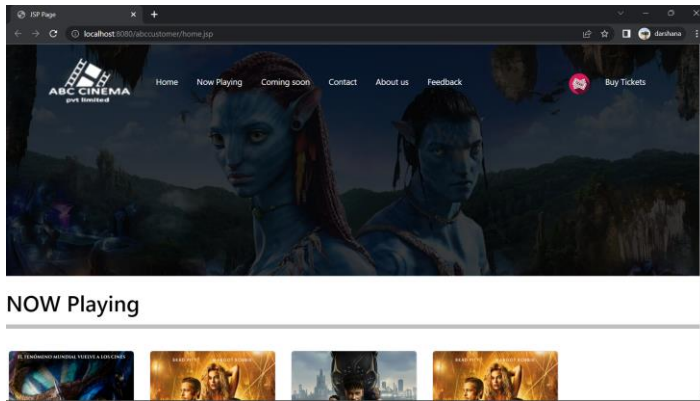 JSP Page
localhost:8080/abccustomer/home.jsp
darshana
ABC CINEMA
pvt limited
Home Now Playing Coming soon Contact About us Feedback Buy Tickets
NOW Playing
EL FENÓMENO MUNDIAL VUELVE A LOS CINES
BRAD PITT MARGOT ROBBIE
BRAD PITT MARGOT ROBBIE